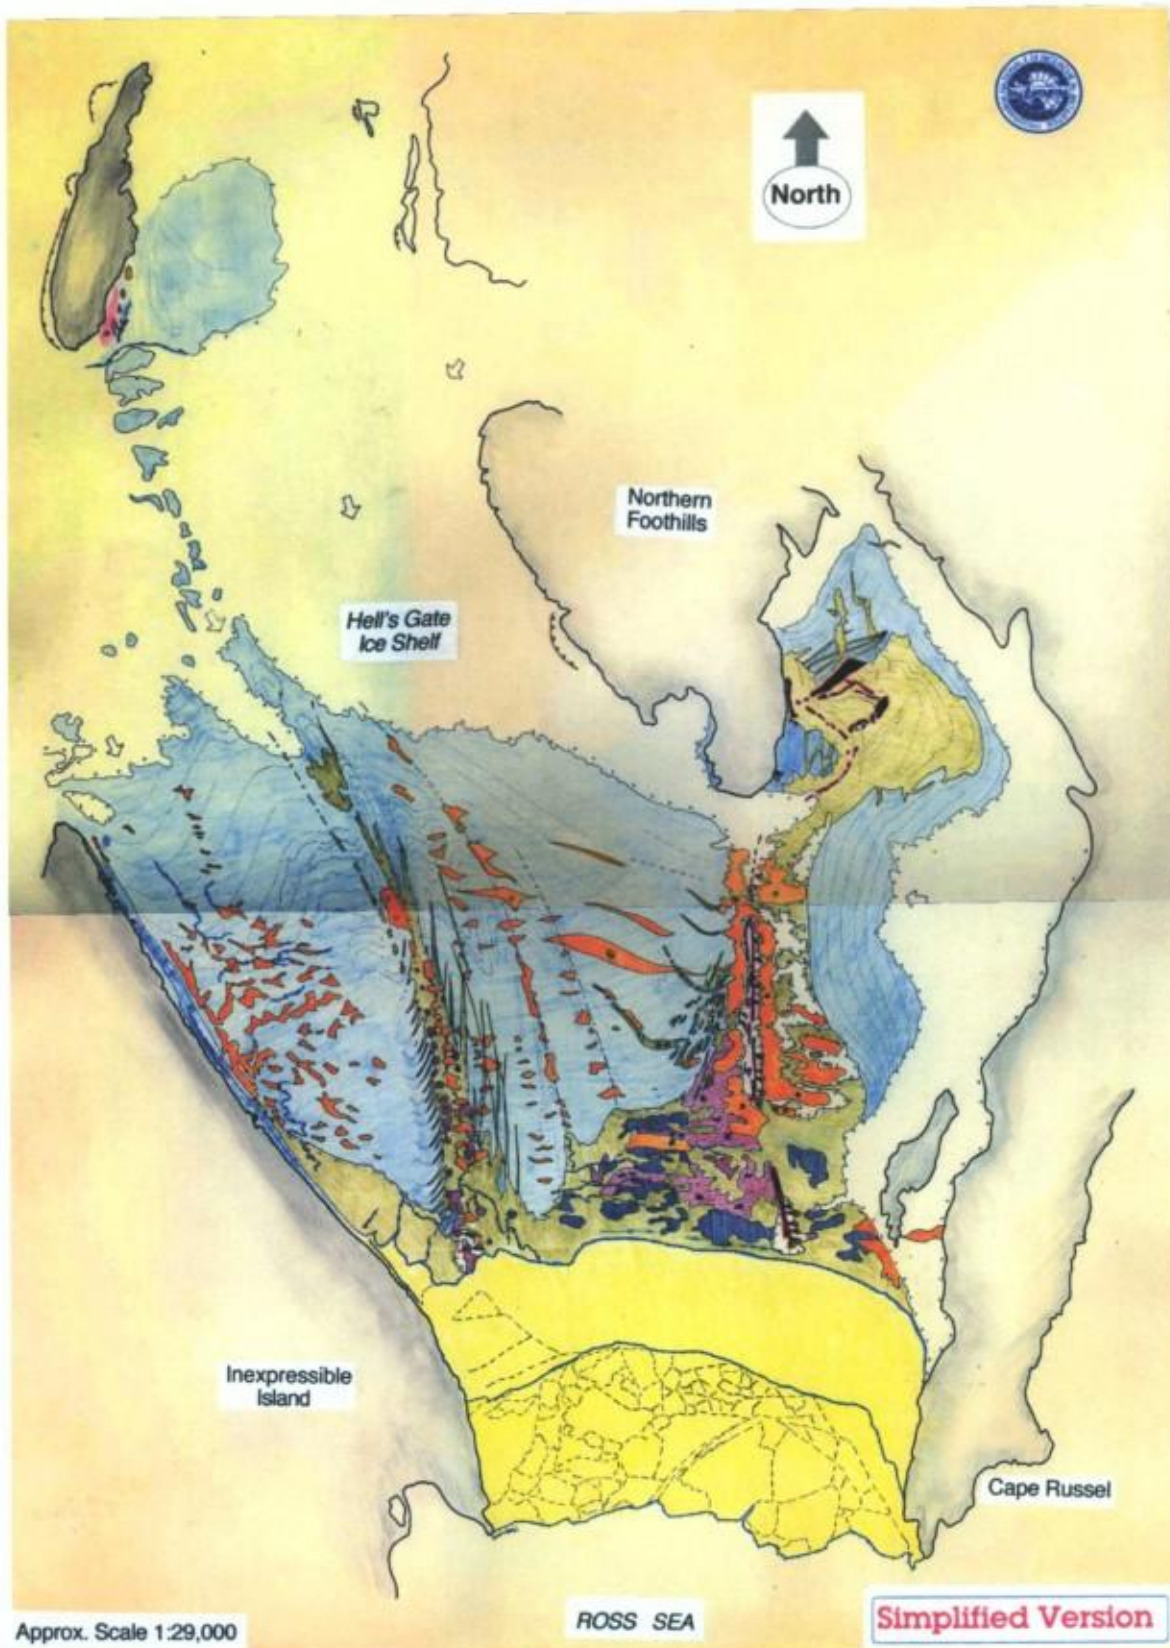 North
Northern
Foothills
Hell's Gate
Ice Shelf
Inexpressible
Island
Cape Russel
Approx. Scale 1:29,000
ROSS SEA
Simplified Version